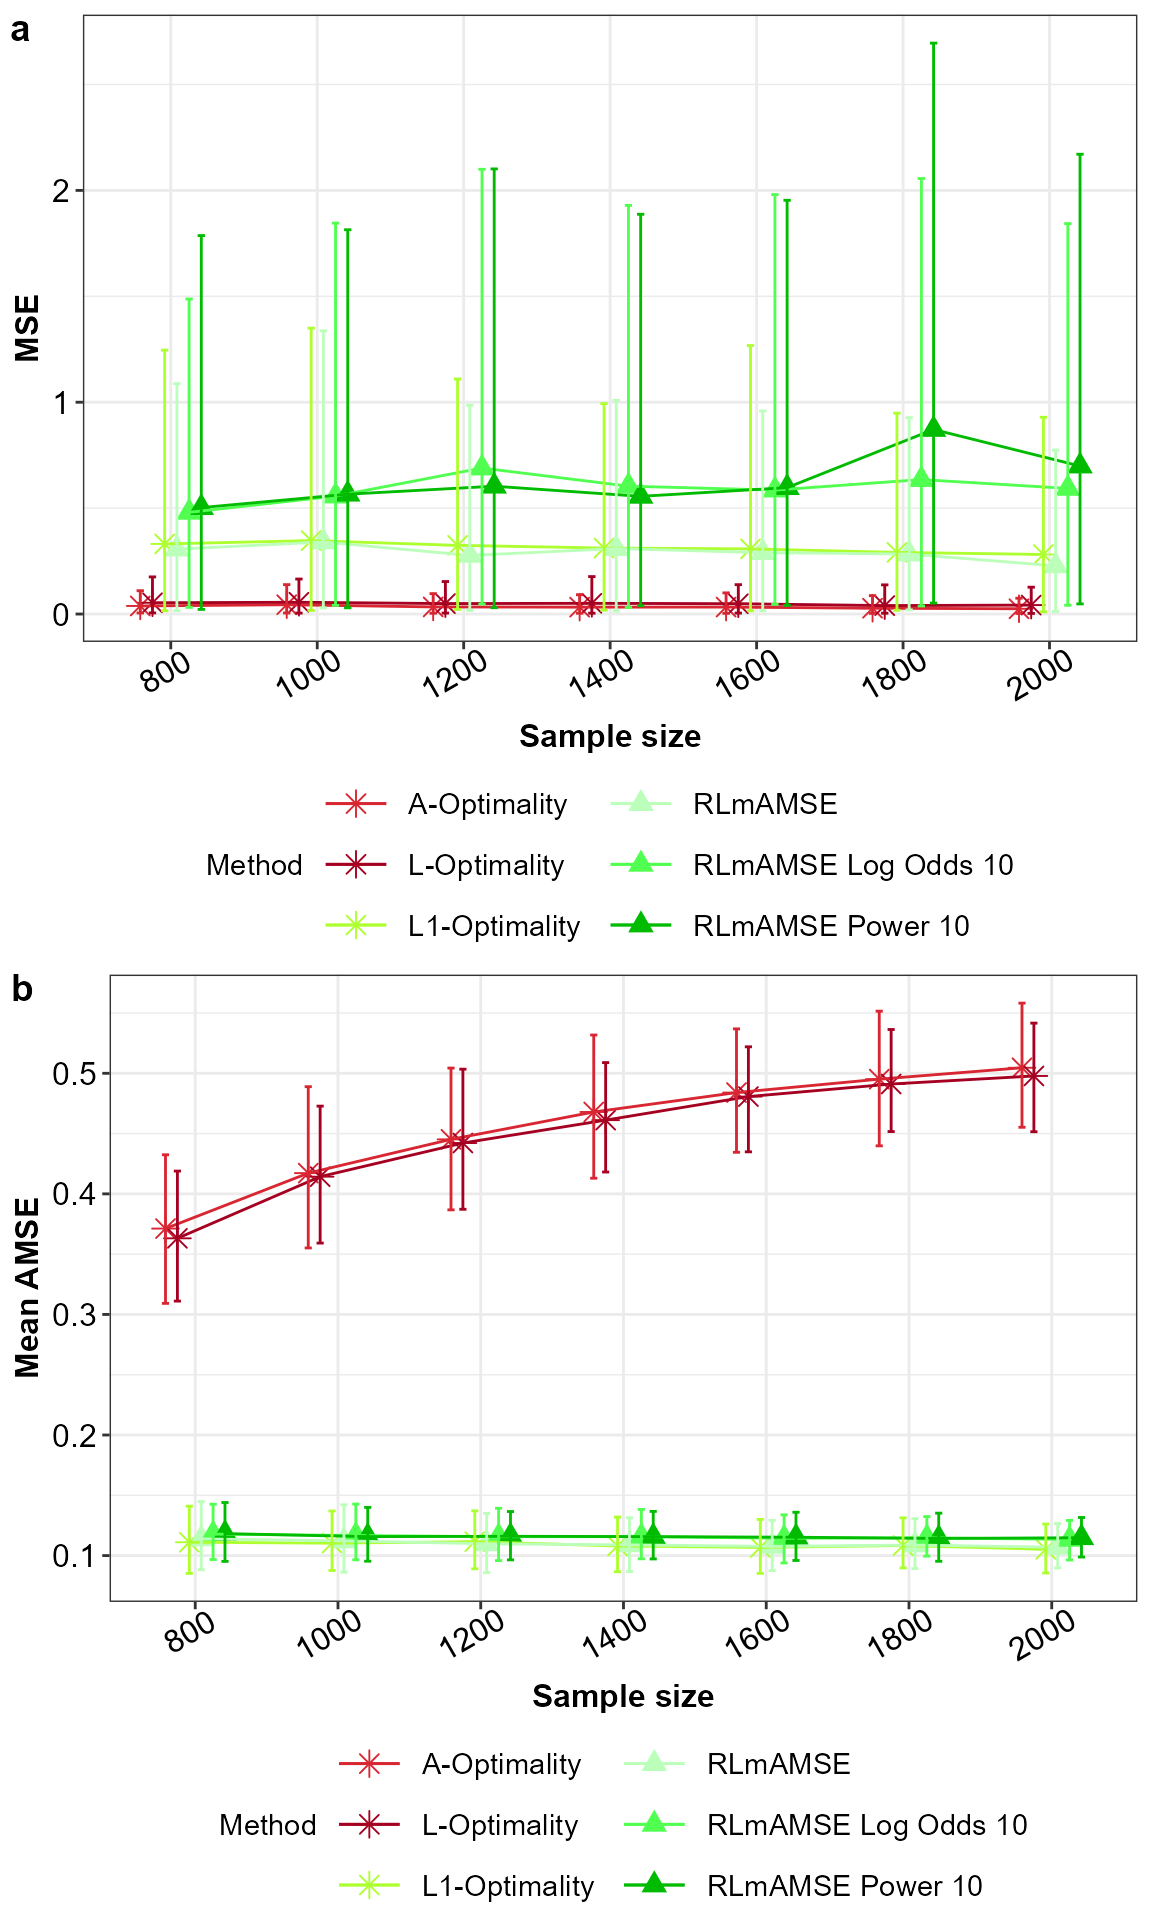 a
MSE
2
1
0
800 1000 1200 1400 1600 1800 2000
Sample size
Method
A-Optimality RLmAMSE
L-Optimality RLmAMSE Log Odds 10
L1-Optimality RLmAMSE Power 10
b
Mean AMSE
0.5
0.4
0.3
0.2
0.1
800 1000 1200 1400 1600 1800 2000
Sample size
Method
A-Optimality RLmAMSE
L-Optimality RLmAMSE Log Odds 10
L1-Optimality RLmAMSE Power 10